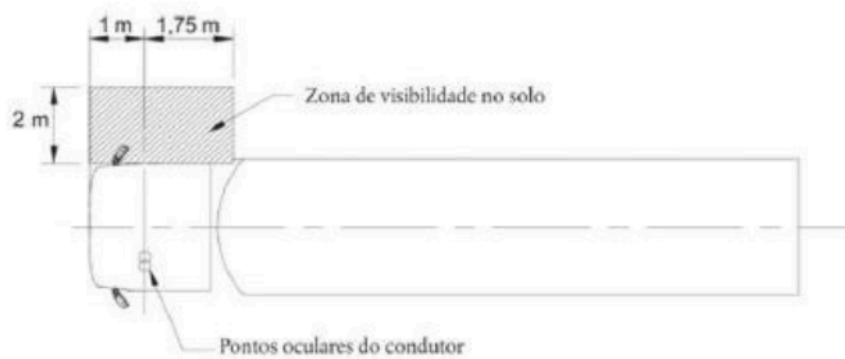 1 m
1,75 m
Zona de visibilidade no solo
2 m
Pontos oculares do condutor